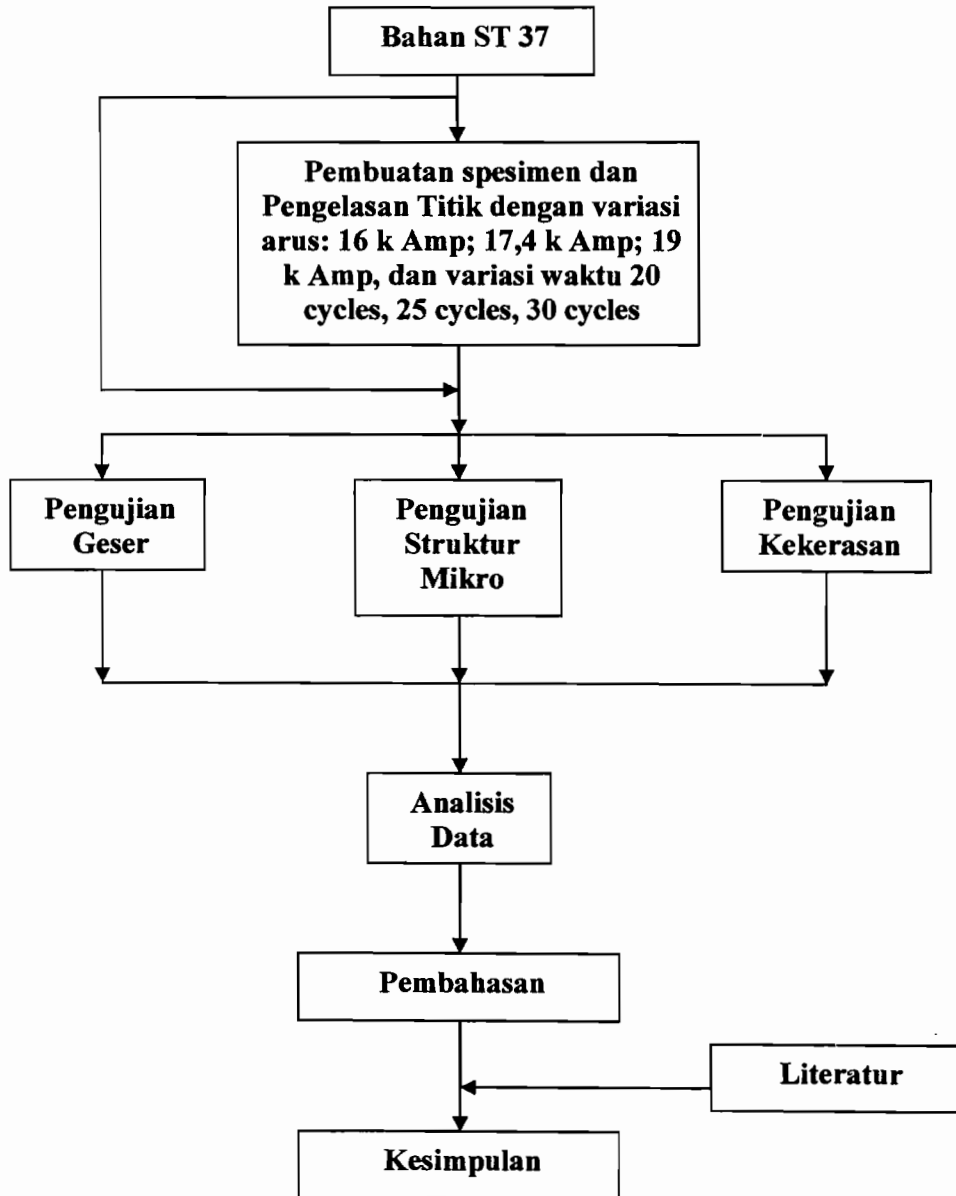 Bahan ST 37
Pembuatan spesimen dan
Pengelasan Titik dengan variasi
arus: 16 k Amp; 17,4 k Amp; 19
k Amp, dan variasi waktu 20
cycles, 25 cycles, 30 cycles
Pengujian
Geser
Pengujian
Struktur
Mikro
Pengujian
Kekerasan
Analisis
Data
Pembahasan
Literatur
Kesimpulan